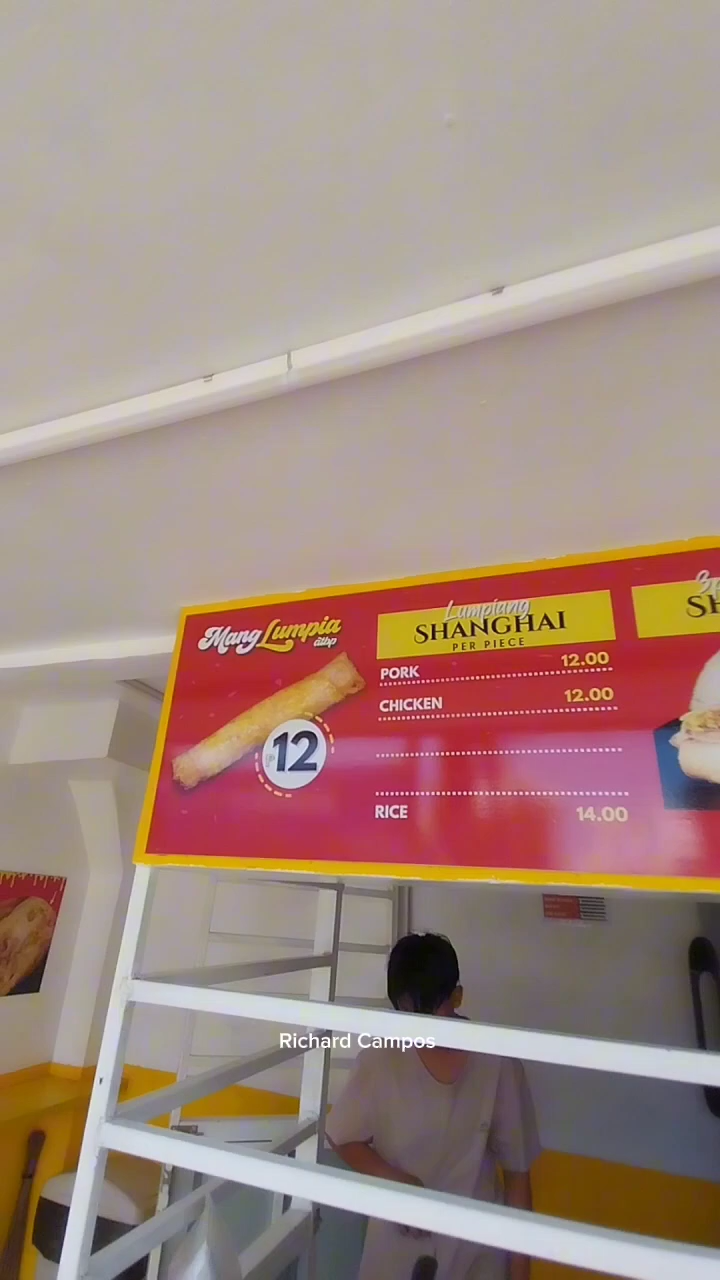 Mang Lumpia
atbp
₱12
Lumpiang
SHANGHAI
PER PIECE
PORK 12.00
CHICKEN 12.00
RICE 14.00
Richard Campos